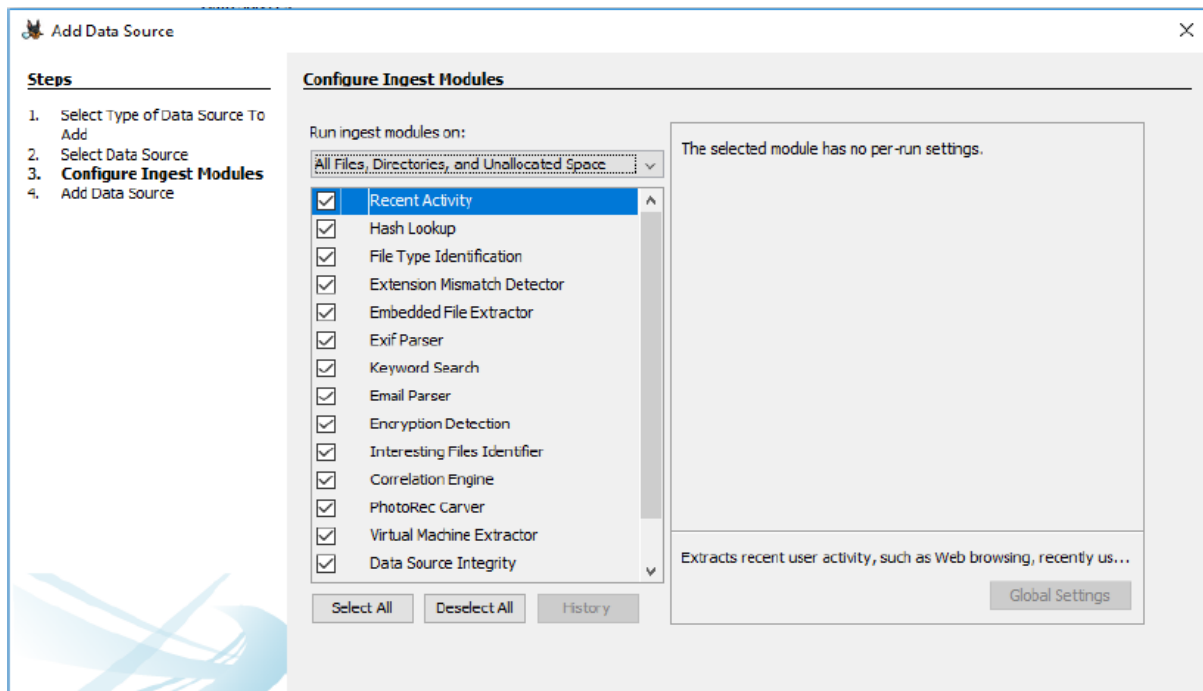 Add Data Source
Steps
1. Select Type of Data Source To
Add
2. Select Data Source
3. Configure Ingest Modules
4. Add Data Source
Configure Ingest Modules
Run ingest modules on:
All Files, Directories, and Unallocated Space
Recent Activity
Hash Lookup
File Type Identification
Extension Mismatch Detector
Embedded File Extractor
Exif Parser
Keyword Search
Email Parser
Encryption Detection
Interesting Files Identifier
Correlation Engine
PhotoRec Carver
Virtual Machine Extractor
Data Source Integrity
Select All
Deselect All
History
The selected module has no per-run settings.
Extracts recent user activity, such as Web browsing, recently us...
Global Settings